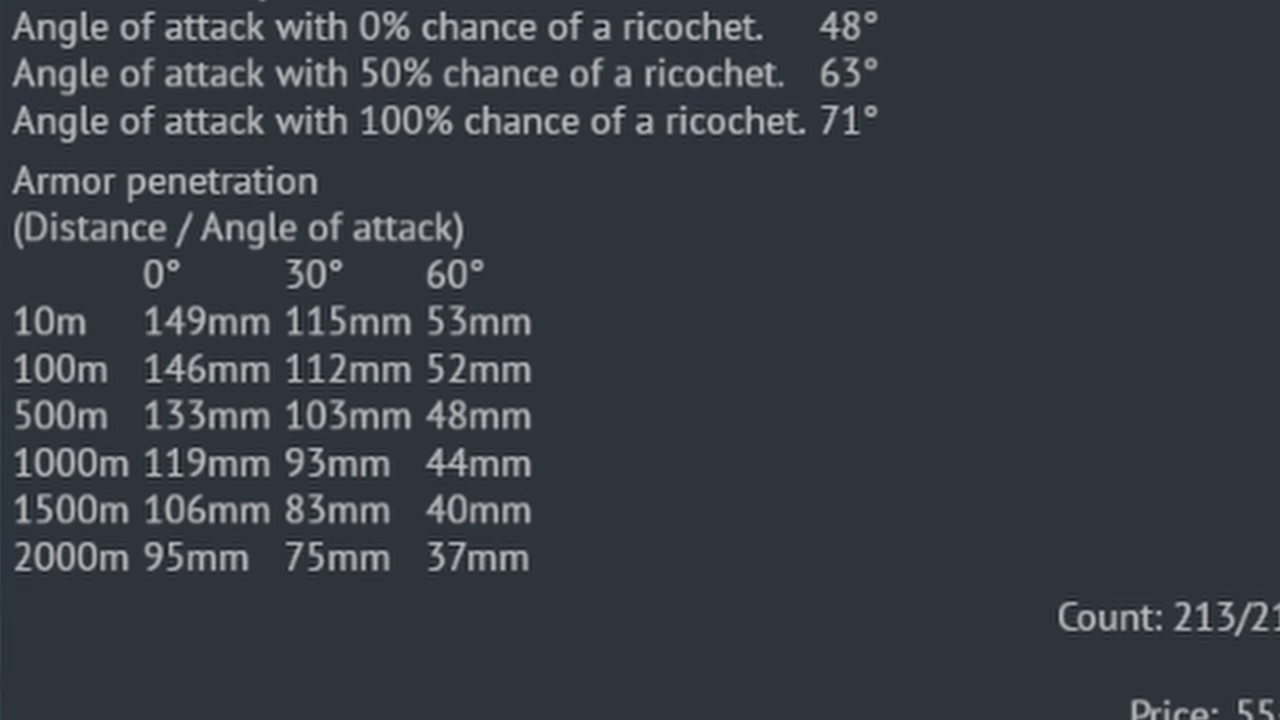 Angle of attack with 0% chance of a ricochet. 48°
Angle of attack with 50% chance of a ricochet. 63°
Angle of attack with 100% chance of a ricochet. 71°
Armor penetration
(Distance / Angle of attack)
0° 30° 60°
10m 149mm 115mm 53mm
100m 146mm 112mm 52mm
500m 133mm 103mm 48mm
1000m 119mm 93mm 44mm
1500m 106mm 83mm 40mm
2000m 95mm 75mm 37mm
Count: 213/21
Price: 55